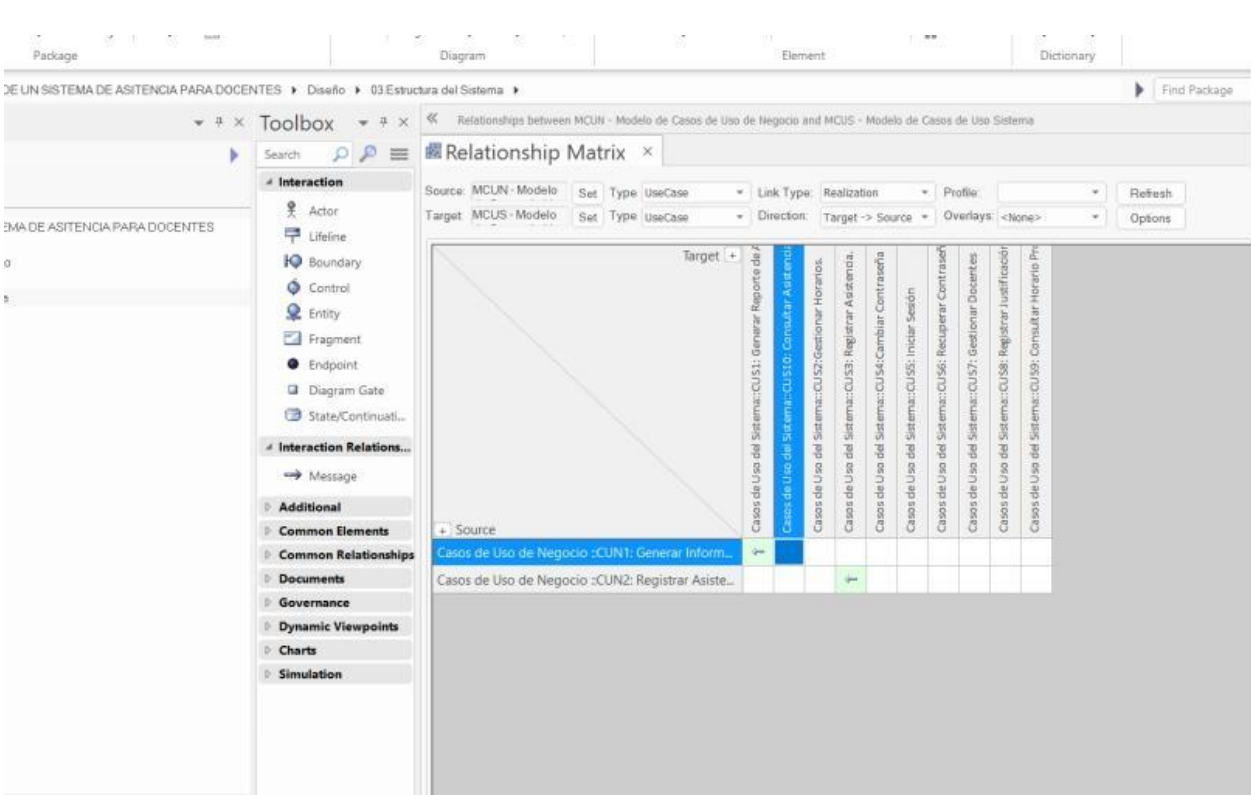 Package
Diagram
Element
Dictionary
DE UN SISTEMA DE ASITENCIA PARA DOCENTES
Diseño
03.Estructura del Sistema
Find Package
EMA DE ASITENCIA PARA DOCENTES
Toolbox
Search
Interaction
Actor
Lifeline
Boundary
Control
Entity
Fragment
Endpoint
Diagram Gate
State/Continuati...
Interaction Relations...
Message
Additional
Common Elements
Common Relationships
Documents
Governance
Dynamic Viewpoints
Charts
Simulation
Relationships between MCUN - Modelo de Casos de Uso de Negocio and MCUS - Modelo de Casos de Uso Sistema
Relationship Matrix
Source: MCUN - Modelo Set Type UseCase Link Type: Realization Profile: Refresh
Target MCUS - Modelo Set Type UseCase Direction: Target -> Source Overlays: <None> Options
Target +
+ Source
Casos de Uso del Sistema::CUS1: Generar Reporte de A
Casos de Uso del Sistema::CUS10: Consultar Asistencia
Casos de Uso del Sistema::CUS2:Gestionar Horarios.
Casos de Uso del Sistema::CUS3: Registrar Asistencia.
Casos de Uso del Sistema::CUS4:Cambiar Contraseña
Casos de Uso del Sistema::CUS5: Iniciar Sesión
Casos de Uso del Sistema::CUS6: Recuperar Contraseñ
Casos de Uso del Sistema::CUS7: Gestionar Docentes
Casos de Uso del Sistema::CUS8: Registrar Justificación
Casos de Uso del Sistema::CUS9: Consultar Horario Pro
Casos de Uso de Negocio ::CUN1: Generar Inform...
Casos de Uso de Negocio ::CUN2: Registrar Asiste...